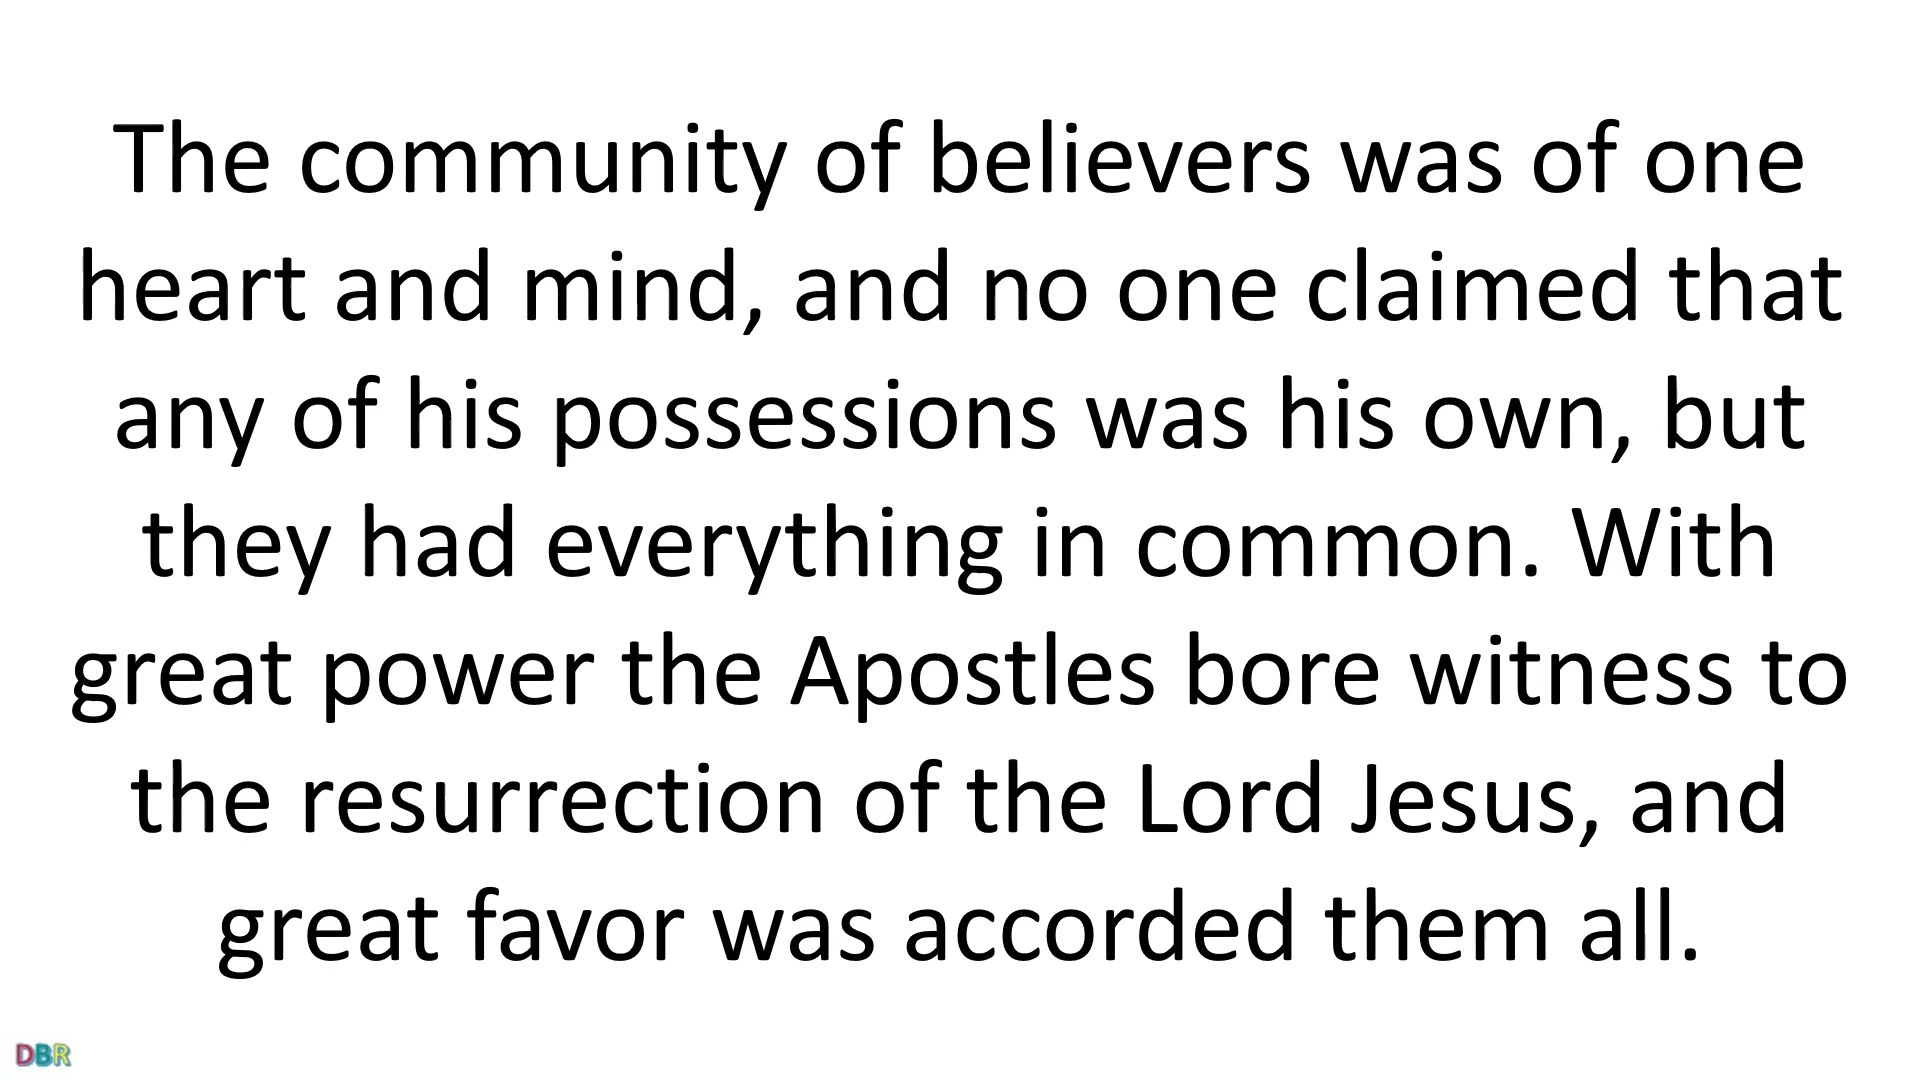 The community of believers was of one
heart and mind, and no one claimed that
any of his possessions was his own, but
they had everything in common. With
great power the Apostles bore witness to
the resurrection of the Lord Jesus, and
great favor was accorded them all.
DBR